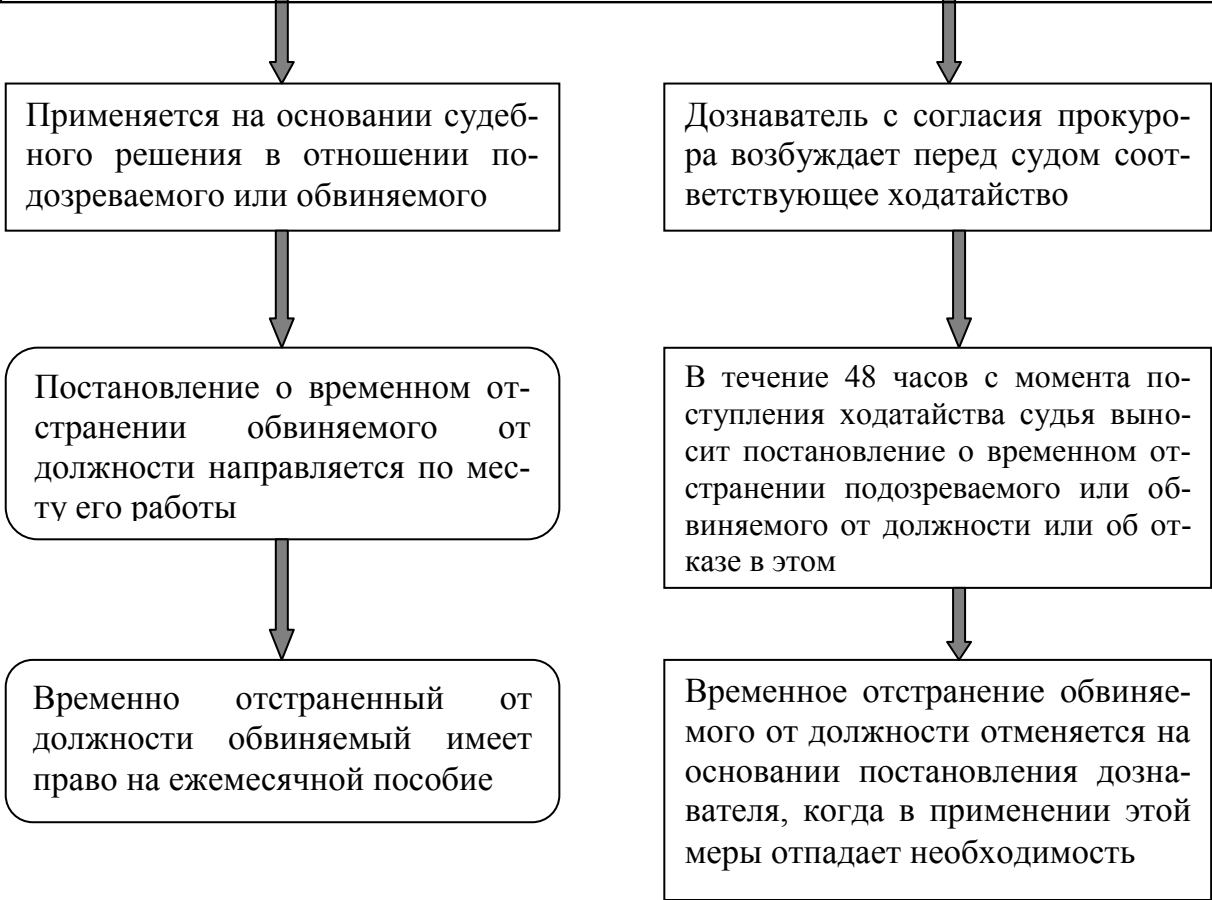 Применяется на основании судеб-
ного решения в отношении по-
дозреваемого или обвиняемого
Постановление о временном от-
странении обвиняемого от
должности направляется по мес-
ту его работы
Временно отстраненный от
должности обвиняемый имеет
право на ежемесячной пособие
Дознаватель с согласия прокуро-
ра возбуждает перед судом соот-
ветствующее ходатайство
В течение 48 часов с момента по-
ступления ходатайства судья выно-
сит постановление о временном от-
странении подозреваемого или об-
виняемого от должности или об от-
казе в этом
Временное отстранение обвиняе-
мого от должности отменяется на
основании постановления дозна-
вателя, когда в применении этой
меры отпадает необходимость